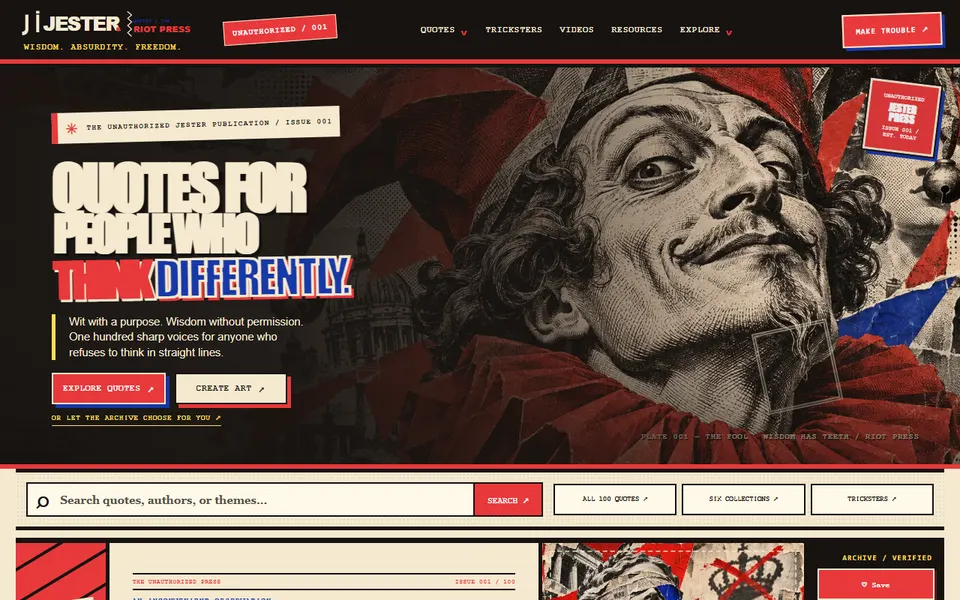 JiJESTER
RIOT PRESS
WISDOM. ABSURDITY. FREEDOM.
UNAUTHORIZED / 001
QUOTES
TRICKSTERS
VIDEOS
RESOURCES
EXPLORE
MAKE TROUBLE ↗
THE UNAUTHORIZED JESTER PUBLICATION / ISSUE 001
UNAUTHORIZED
JESTER
PRESS
ISSUE 001 /
EST. TODAY
QUOTES FOR
PEOPLE WHO
THINK DIFFERENTLY.
Wit with a purpose. Wisdom without permission.
One hundred sharp voices for anyone who
refuses to think in straight lines.
EXPLORE QUOTES ↗
CREATE ART ↗
OR LET THE ARCHIVE CHOOSE FOR YOU ↗
PLATE 001 — THE FOOL · WISDOM HAS TEETH / RIOT PRESS
Search quotes, authors, or themes...
SEARCH ↗
ALL 100 QUOTES ↗
SIX COLLECTIONS ↗
TRICKSTERS ↗
THE UNAUTHORIZED PRESS
ISSUE 001 / 100
ARCHIVE / VERIFIED
Save